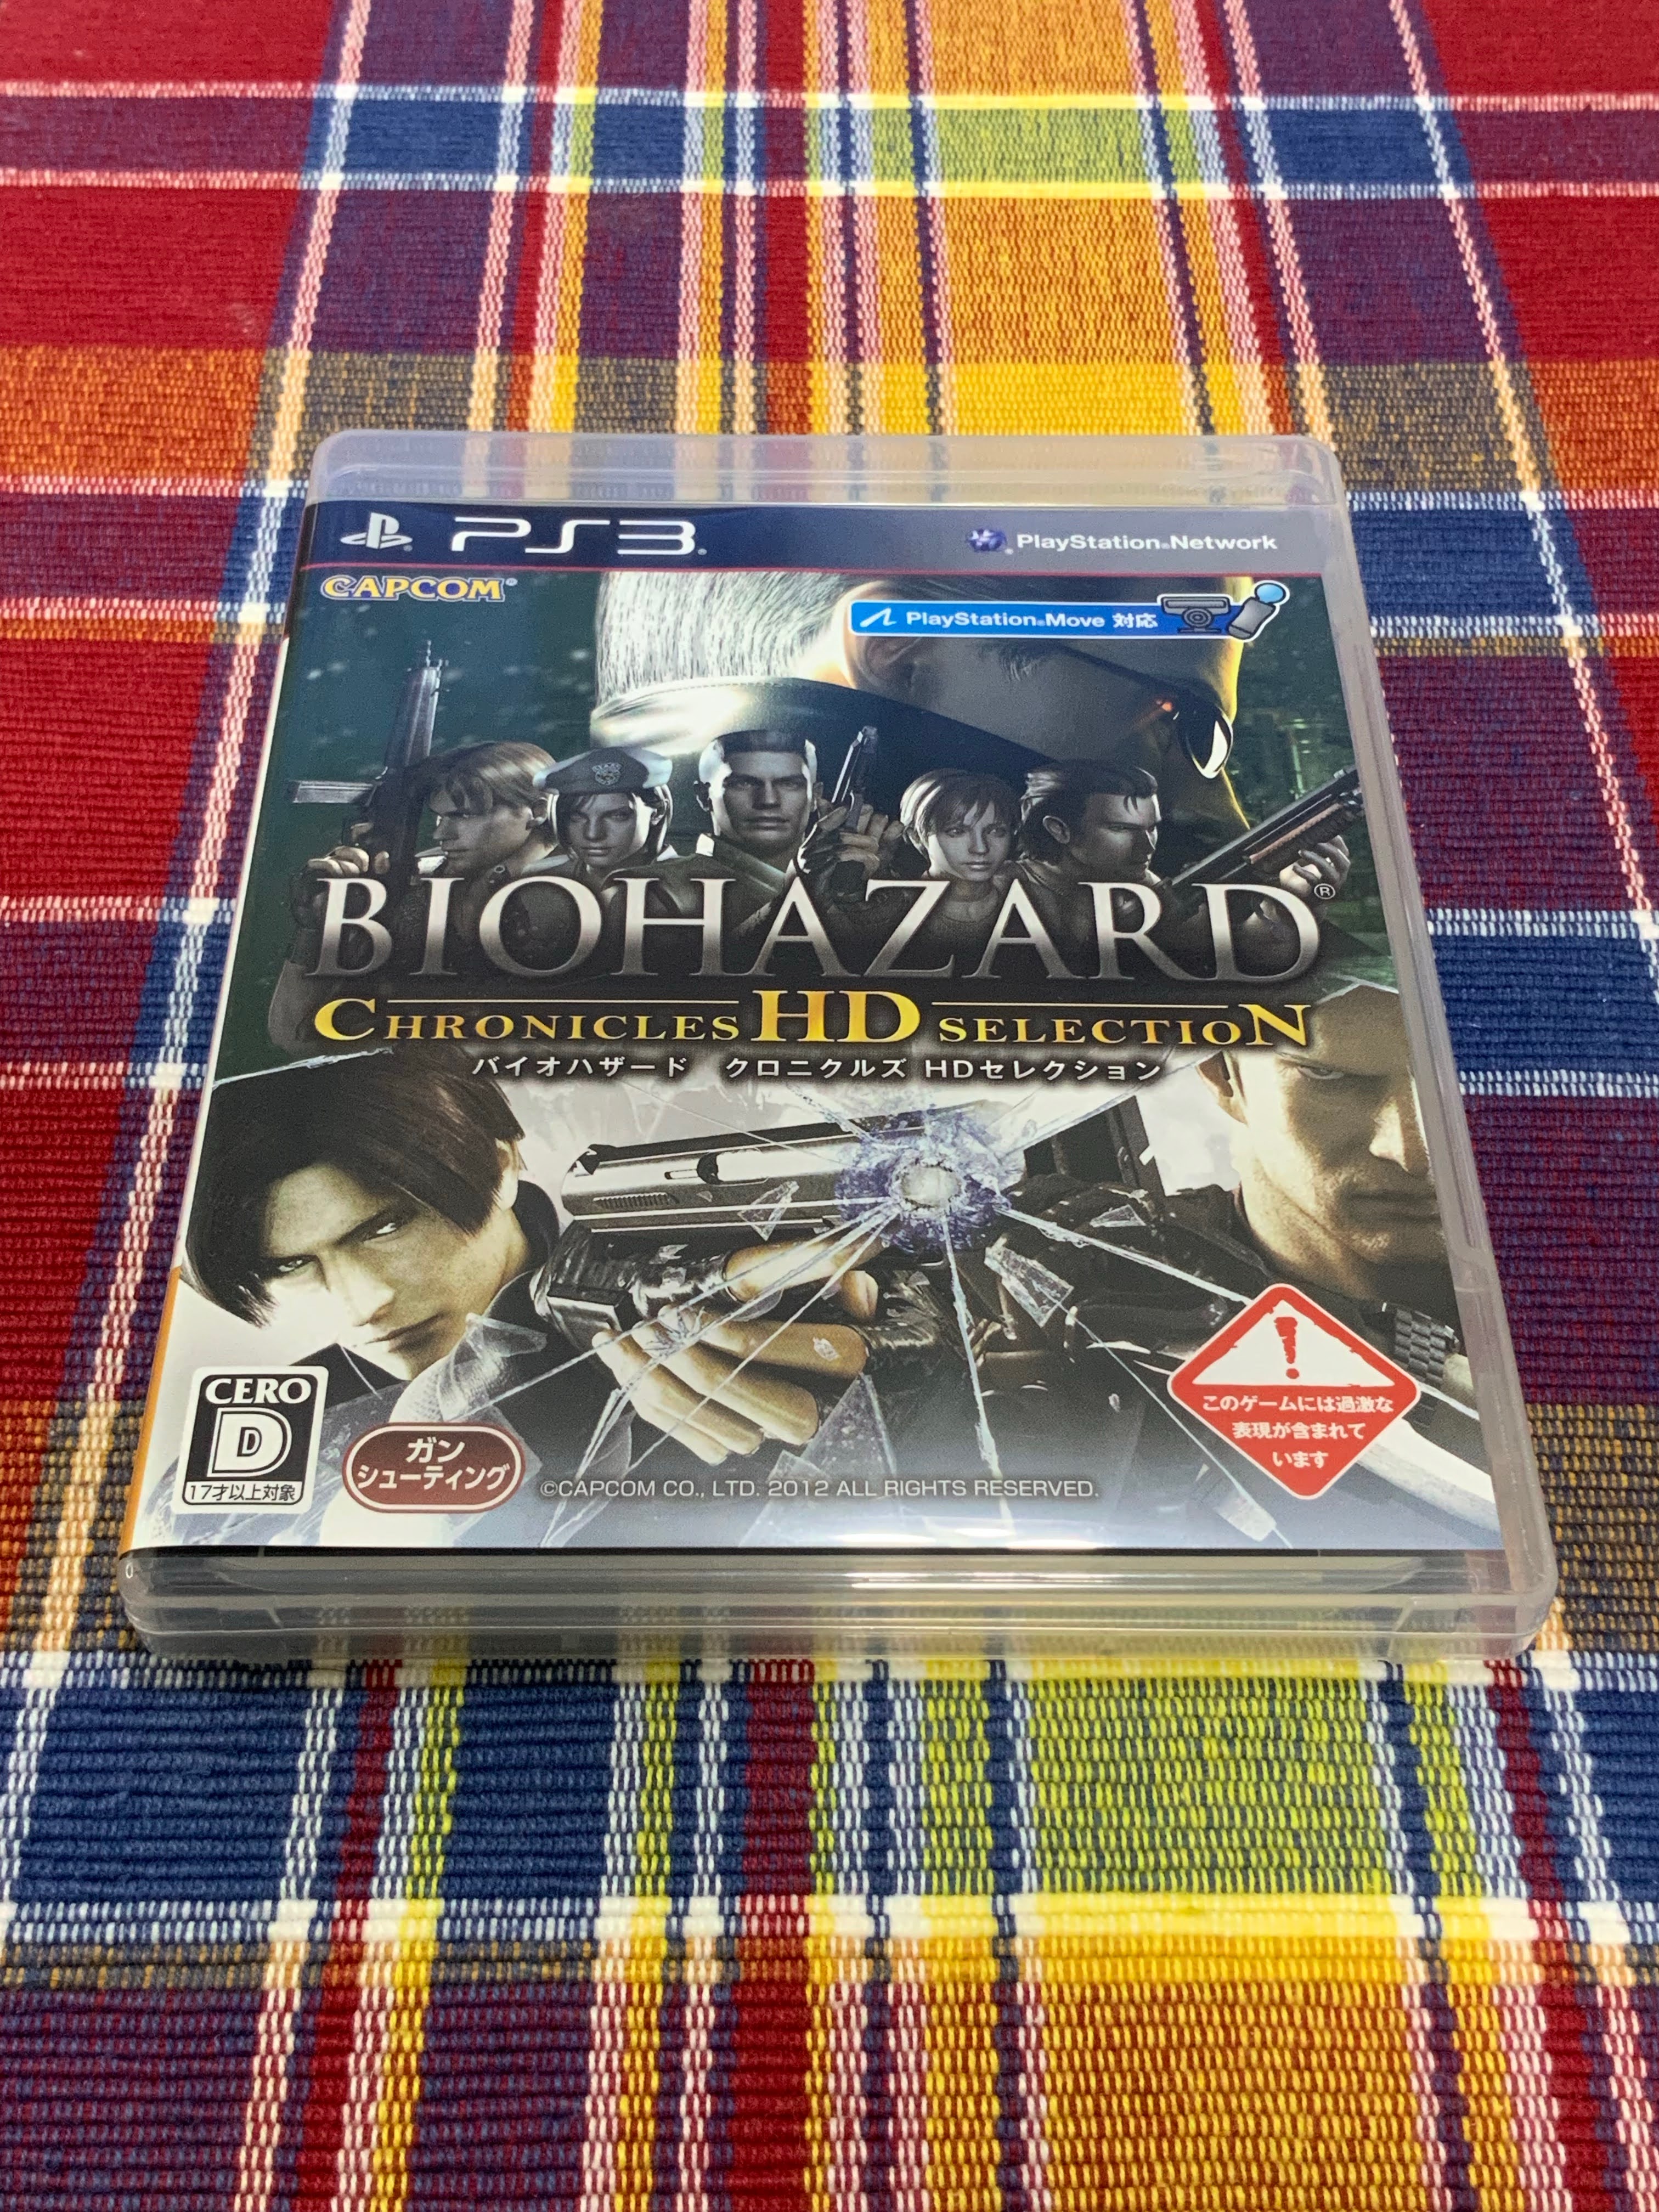 PS3
PlayStation®Network
CAPCOM®
PlayStation®Move 対応
BIOHAZARD®
CHRONICLES HD SELECTION
バイオハザード クロニクルズ HDセレクション
CERO
D
17才以上対象
ガン
シューティング
©CAPCOM CO., LTD. 2012 ALL RIGHTS RESERVED.
!
このゲームには過激な
表現が含まれて
います